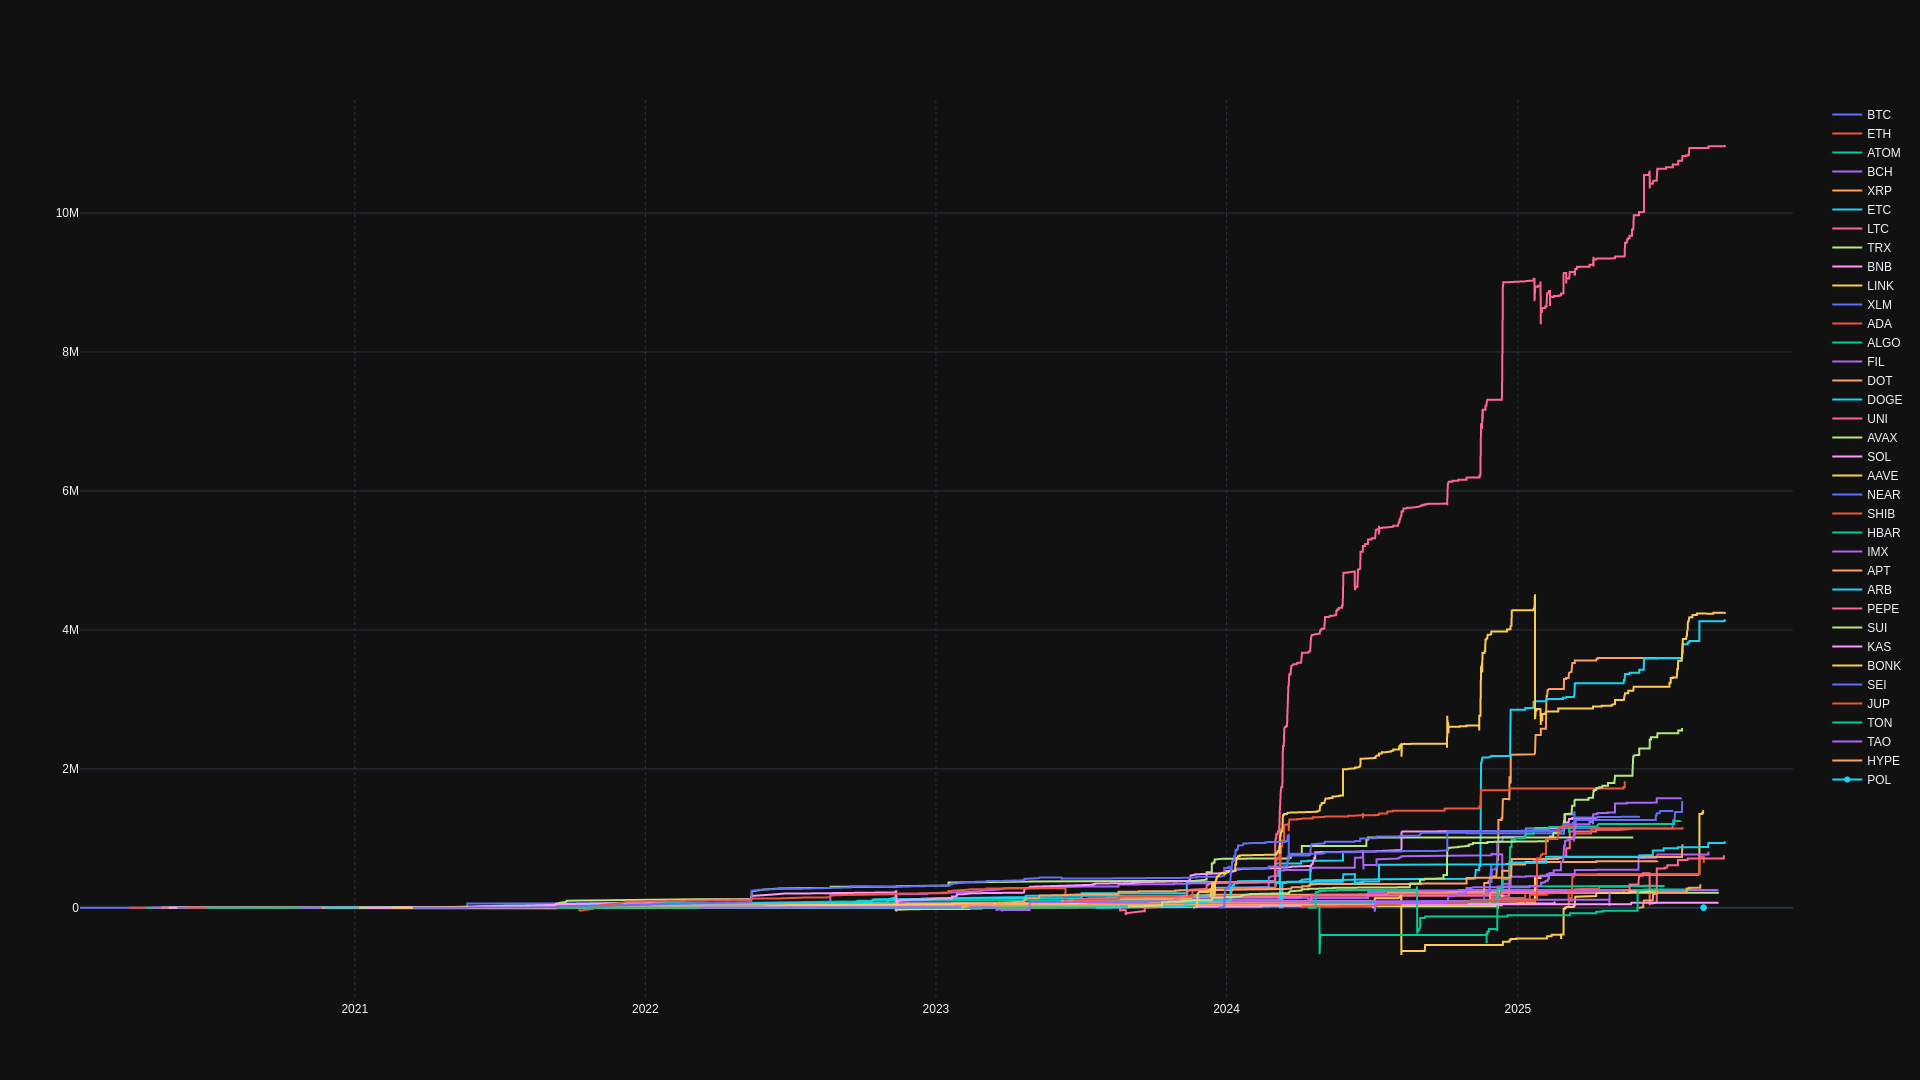 10M
8M
6M
4M
2M
0
2021
2022
2023
2024
2025
BTC
ETH
ATOM
BCH
XRP
ETC
LTC
TRX
BNB
LINK
XLM
ADA
ALGO
FIL
DOT
DOGE
UNI
AVAX
SOL
AAVE
NEAR
SHIB
HBAR
IMX
APT
ARB
PEPE
SUI
KAS
BONK
SEI
JUP
TON
TAO
HYPE
POL